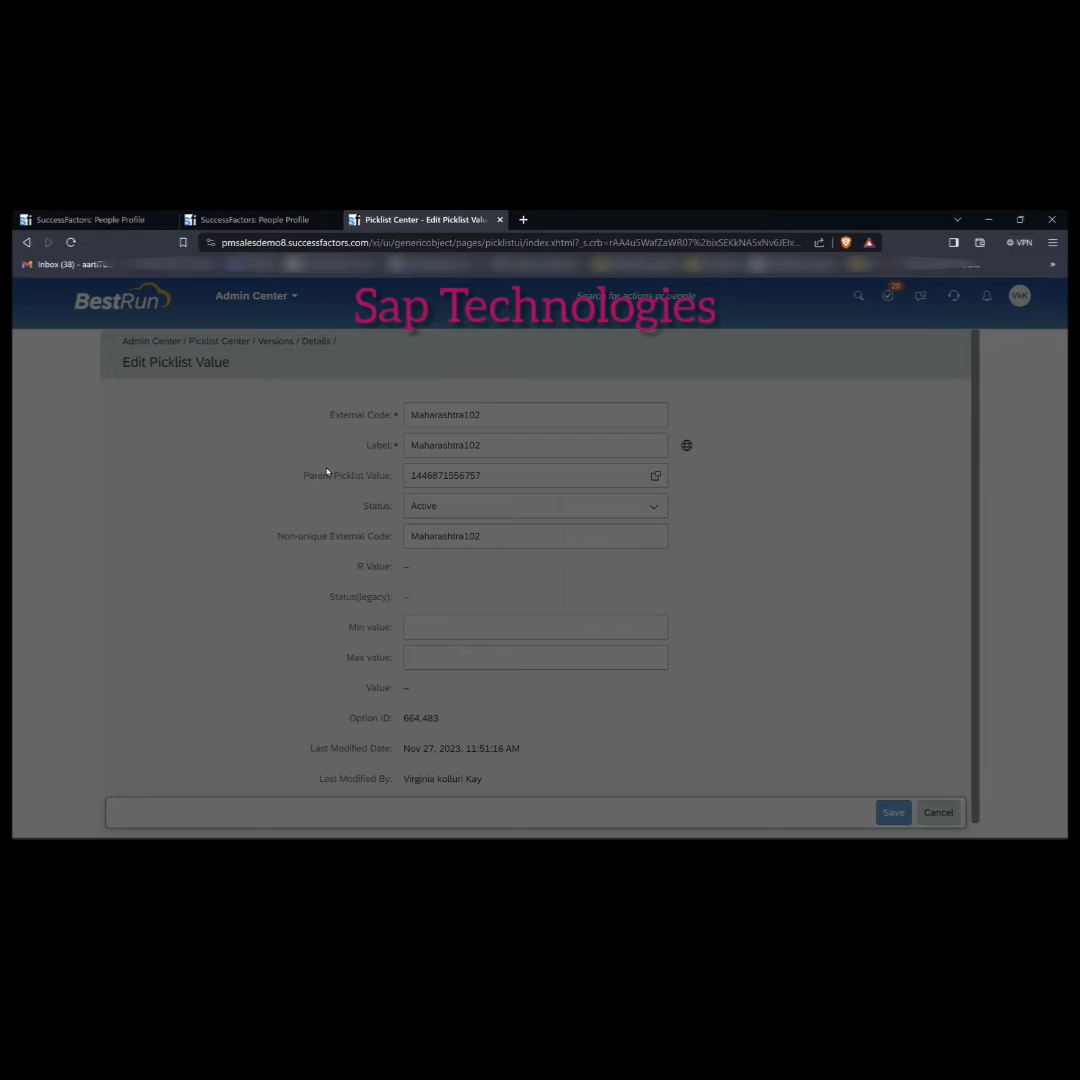 SuccessFactors: People Profile
SuccessFactors: People Profile
Picklist Center - Edit Picklist Valu
pmsalesdemo8.successfactors.com/xi/ui/genericobject/pages/picklistui/index.xhtml?_s.crb=rAA4u5WafZaWR07%2bixSEKkNA5xNv6JEtx...
VPN
Inbox (38) - aarti
BestRun
Admin Center
Sap Technologies
Search for actions or people
20
VkK
Admin Center / Picklist Center / Versions / Details /
Edit Picklist Value
External Code:* Maharashtra102
Label:* Maharashtra102
Parent Picklist Value: 1446871556757
Status: Active
Non-unique External Code: Maharashtra102
R Value: –
Status(legacy): –
Min value:
Max value:
Value: –
Option ID: 664,483
Last Modified Date: Nov 27, 2023, 11:51:16 AM
Last Modified By: Virginia kolluri Kay
Save Cancel